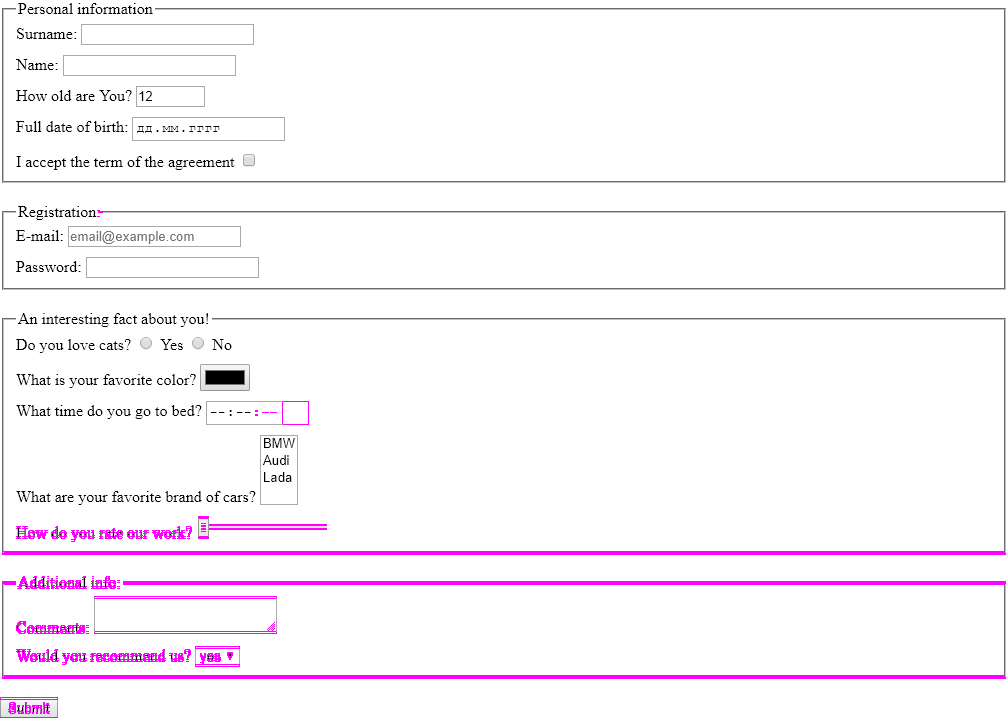 Personal information
Surname:
Name:
How old are You? 12
Full date of birth: дд.мм.гггг
I accept the term of the agreement
Registration:
E-mail: email@example.com
Password:
An interesting fact about you!
Do you love cats? Yes No
What is your favorite color?
What time do you go to bed? --:--:--
BMW
Audi
Lada
What are your favorite brand of cars?
How do you rate our work?
Additional info:
Comments:
Would you recommend us? yes
Submit